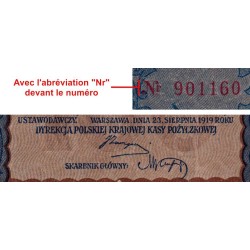 Avec l'abréviation "Nr"
devant le numéro
Nr 901160
USTAWODAWCZY. WARSZAWA DNIA 23. SIERPNIA 1919 ROKU
DYREKCJA POLSKIEJ KRAJOWEJ KASY POŻYCZKOWEJ
SKARBNIK GŁÓWNY: